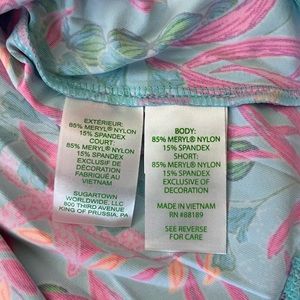 EXTÉRIEUR:
85% MERYL® NYLON
15% SPANDEX
COURT:
85% MERYL® NYLON
15% SPANDEX
EXCLUSIF DE
DÉCORATION
FABRIQUÉ AU
VIETNAM
SUGARTOWN
WORLDWIDE, LLC
800 THIRD AVENUE
KING OF PRUSSIA, PA
BODY:
85% MERYL® NYLON
15% SPANDEX
SHORT:
85% MERYL® NYLON
15% SPANDEX
EXCLUSIVE OF
DECORATION
MADE IN VIETNAM
RN #88189
SEE REVERSE
FOR CARE